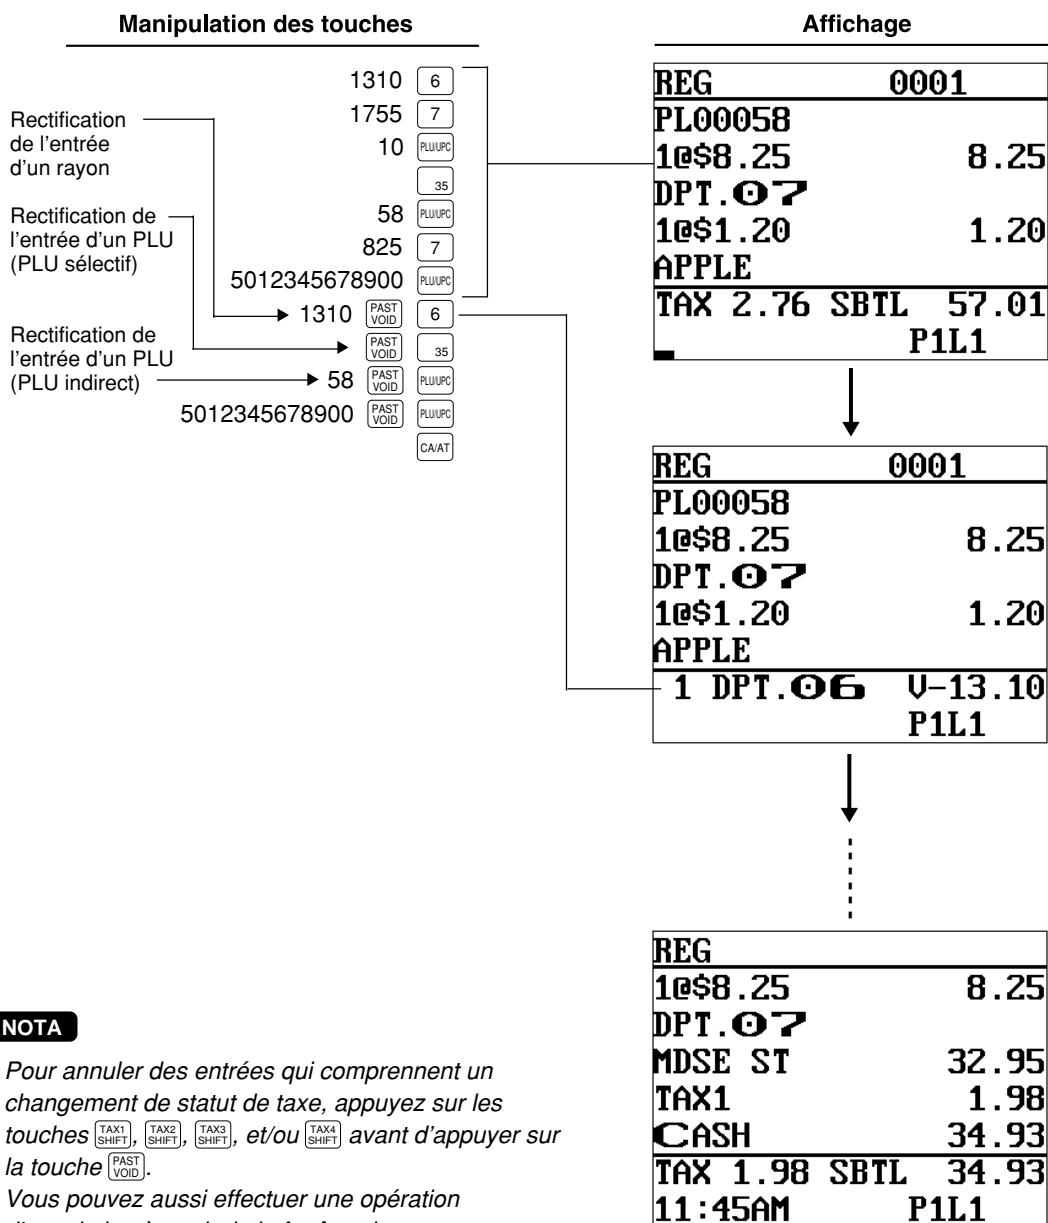 Manipulation des touches
1310 6
1755 7
10 PLU/UPC
35
58 PLU/UPC
825 7
5012345678900 PLU/UPC
1310 PAST VOID 6
PAST VOID 35
58 PAST VOID PLU/UPC
5012345678900 PAST VOID PLU/UPC
CA/AT
Rectification
de l'entrée
d'un rayon
Rectification de
l'entrée d'un PLU
(PLU sélectif)
Rectification de
l'entrée d'un PLU
(PLU indirect)
Affichage
REG 0001
PL00058
1@$8.25 8.25
DPT.07
1@$1.20 1.20
APPLE
TAX 2.76 SBTL 57.01
P1L1
REG 0001
PL00058
1@$8.25 8.25
DPT.07
1@$1.20 1.20
APPLE
1 DPT.06 V-13.10
P1L1
REG
1@$8.25 8.25
DPT.07
MDSE ST 32.95
TAX1 1.98
CASH 34.93
TAX 1.98 SBTL 34.93
11:45AM P1L1
NOTA
Pour annuler des entrées qui comprennent un
changement de statut de taxe, appuyez sur les
touches TAX1 SHIFT, TAX2 SHIFT, TAX3 SHIFT, et/ou TAX4 SHIFT avant d'appuyer sur
la touche PAST VOID.
Vous pouvez aussi effectuer une opération